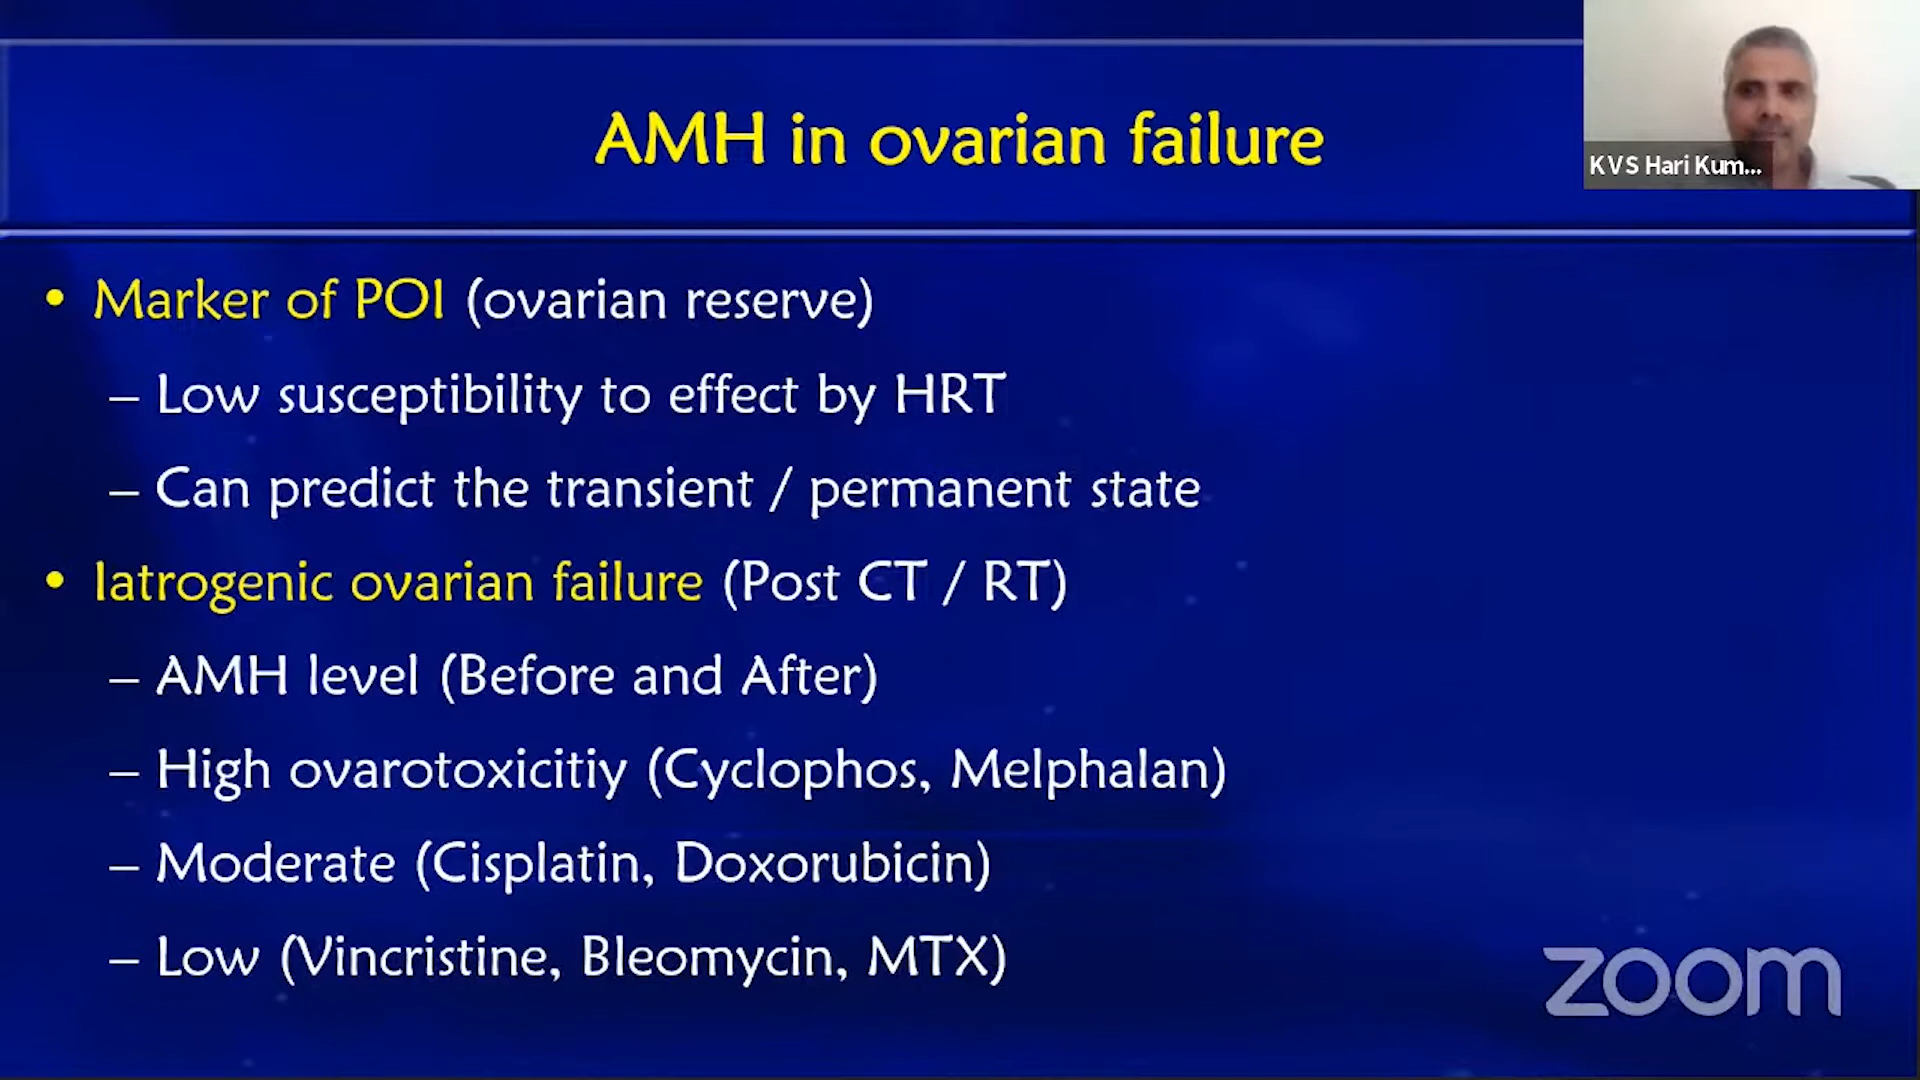 AMH in ovarian failure
K V S Hari Kum...
• Marker of POI (ovarian reserve)
– Low susceptibility to effect by HRT
– Can predict the transient / permanent state
• Iatrogenic ovarian failure (Post CT / RT)
– AMH level (Before and After)
– High ovarotoxicitiy (Cyclophos, Melphalan)
– Moderate (Cisplatin, Doxorubicin)
– Low (Vincristine, Bleomycin, MTX)
zoom